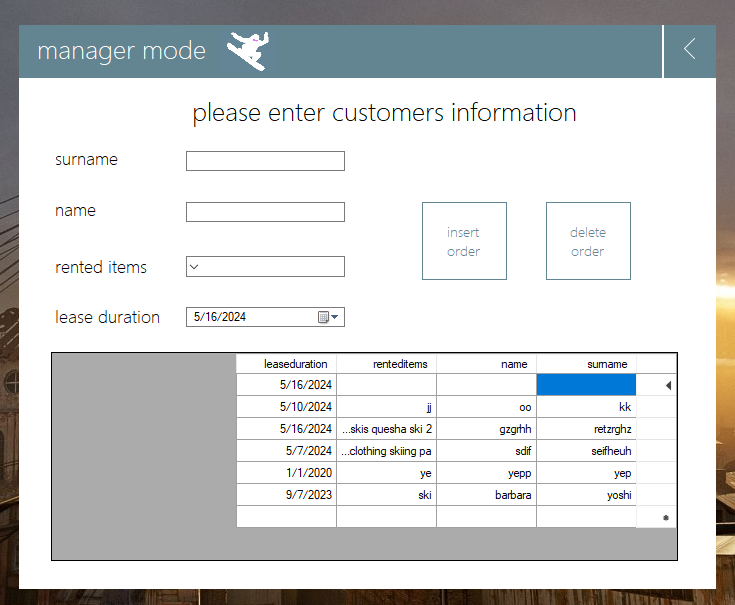 manager mode
please enter customers information
surname
name
insert
order
delete
order
rented items
lease duration
5/16/2024
leaseduration renteditems name surname
5/16/2024
5/10/2024 jj oo kk
5/16/2024 ...skis quesha ski 2 gzgrhh retzrghz
5/7/2024 ...clothing skiing pa sdif seifheuh
1/1/2020 ye yepp yep
9/7/2023 ski barbara yoshi